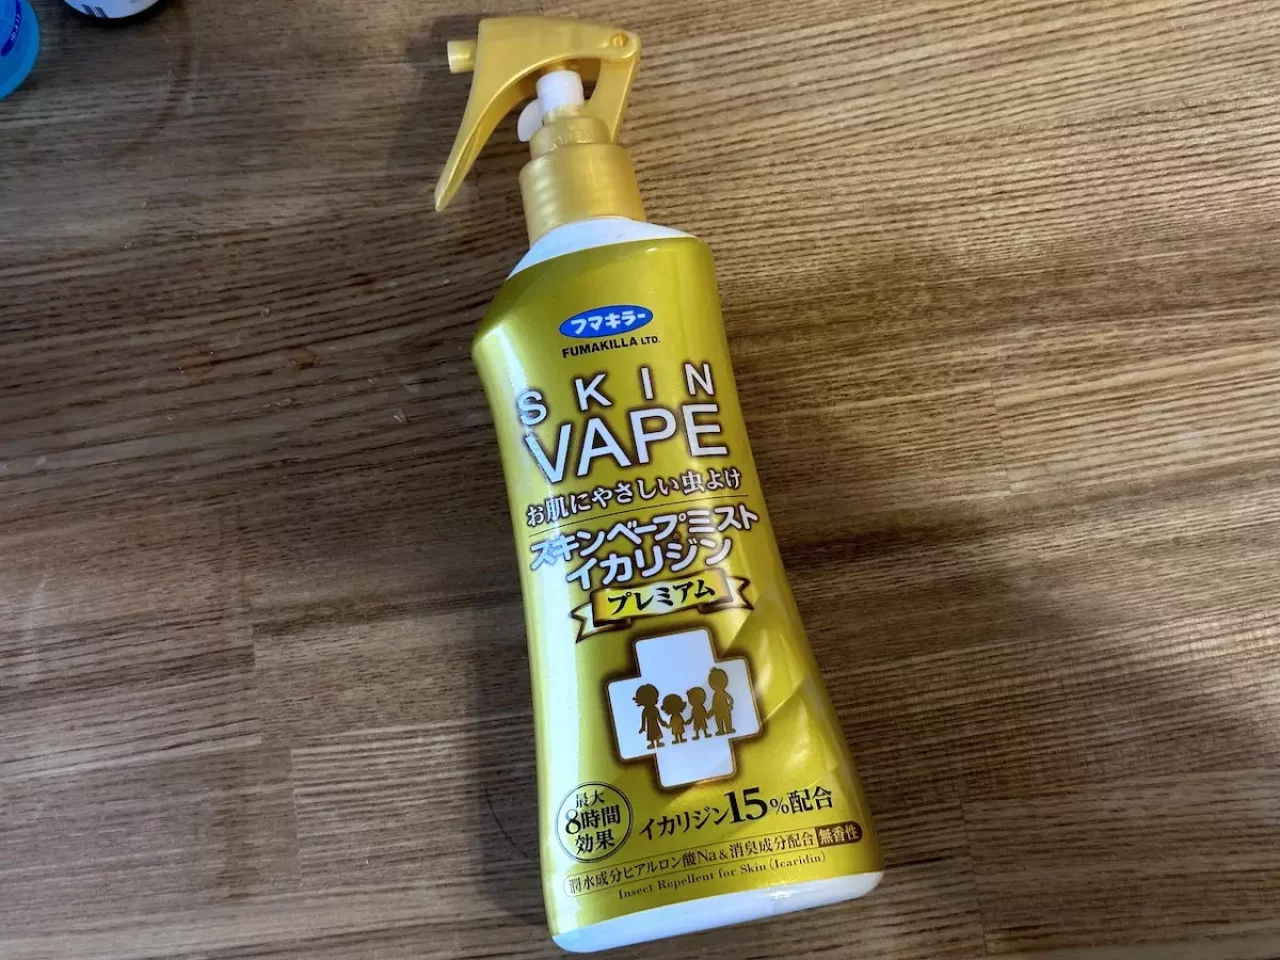 フマキラー
FUMAKILLA LTD.
SKIN
VAPE
お肌にやさしい虫よけ
スキンベープミスト
イカリジン
プレミアム
最大
8時間
効果
イカリジン15%配合
潤水成分ヒアルロン酸Na&消臭成分配合 無香性
Insect Repellent for Skin (Icaridin)